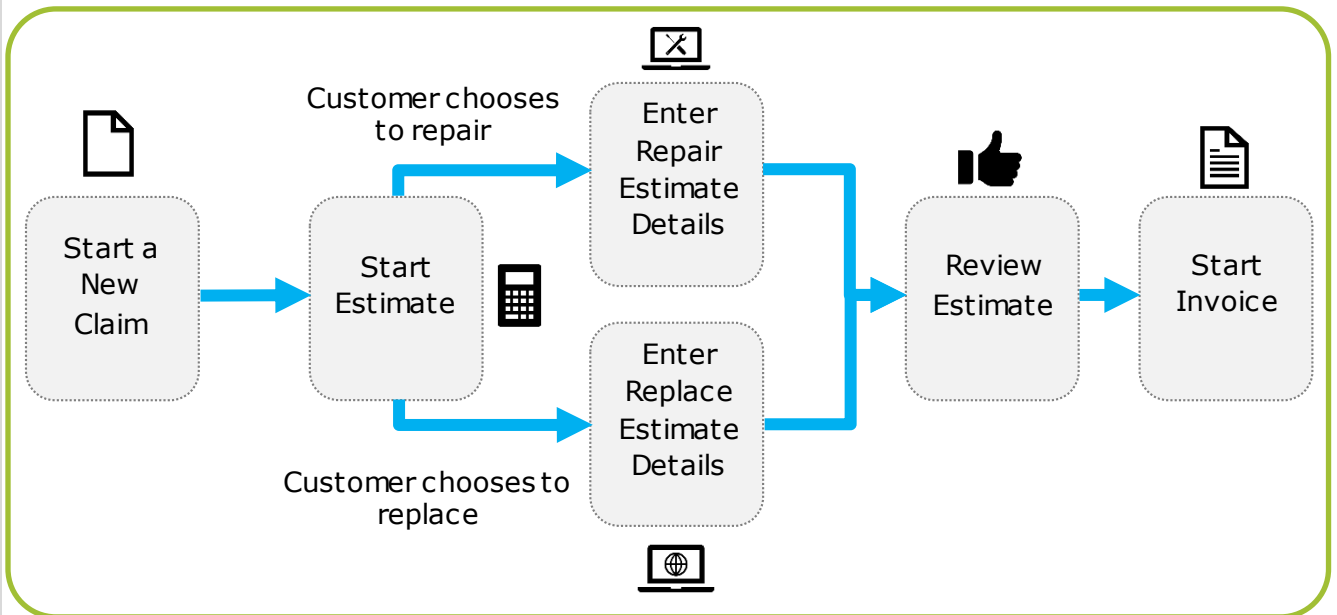 Start a
New
Claim
Start
Estimate
Customer chooses
to repair
Enter
Repair
Estimate
Details
Customer chooses to
replace
Enter
Replace
Estimate
Details
Review
Estimate
Start
Invoice